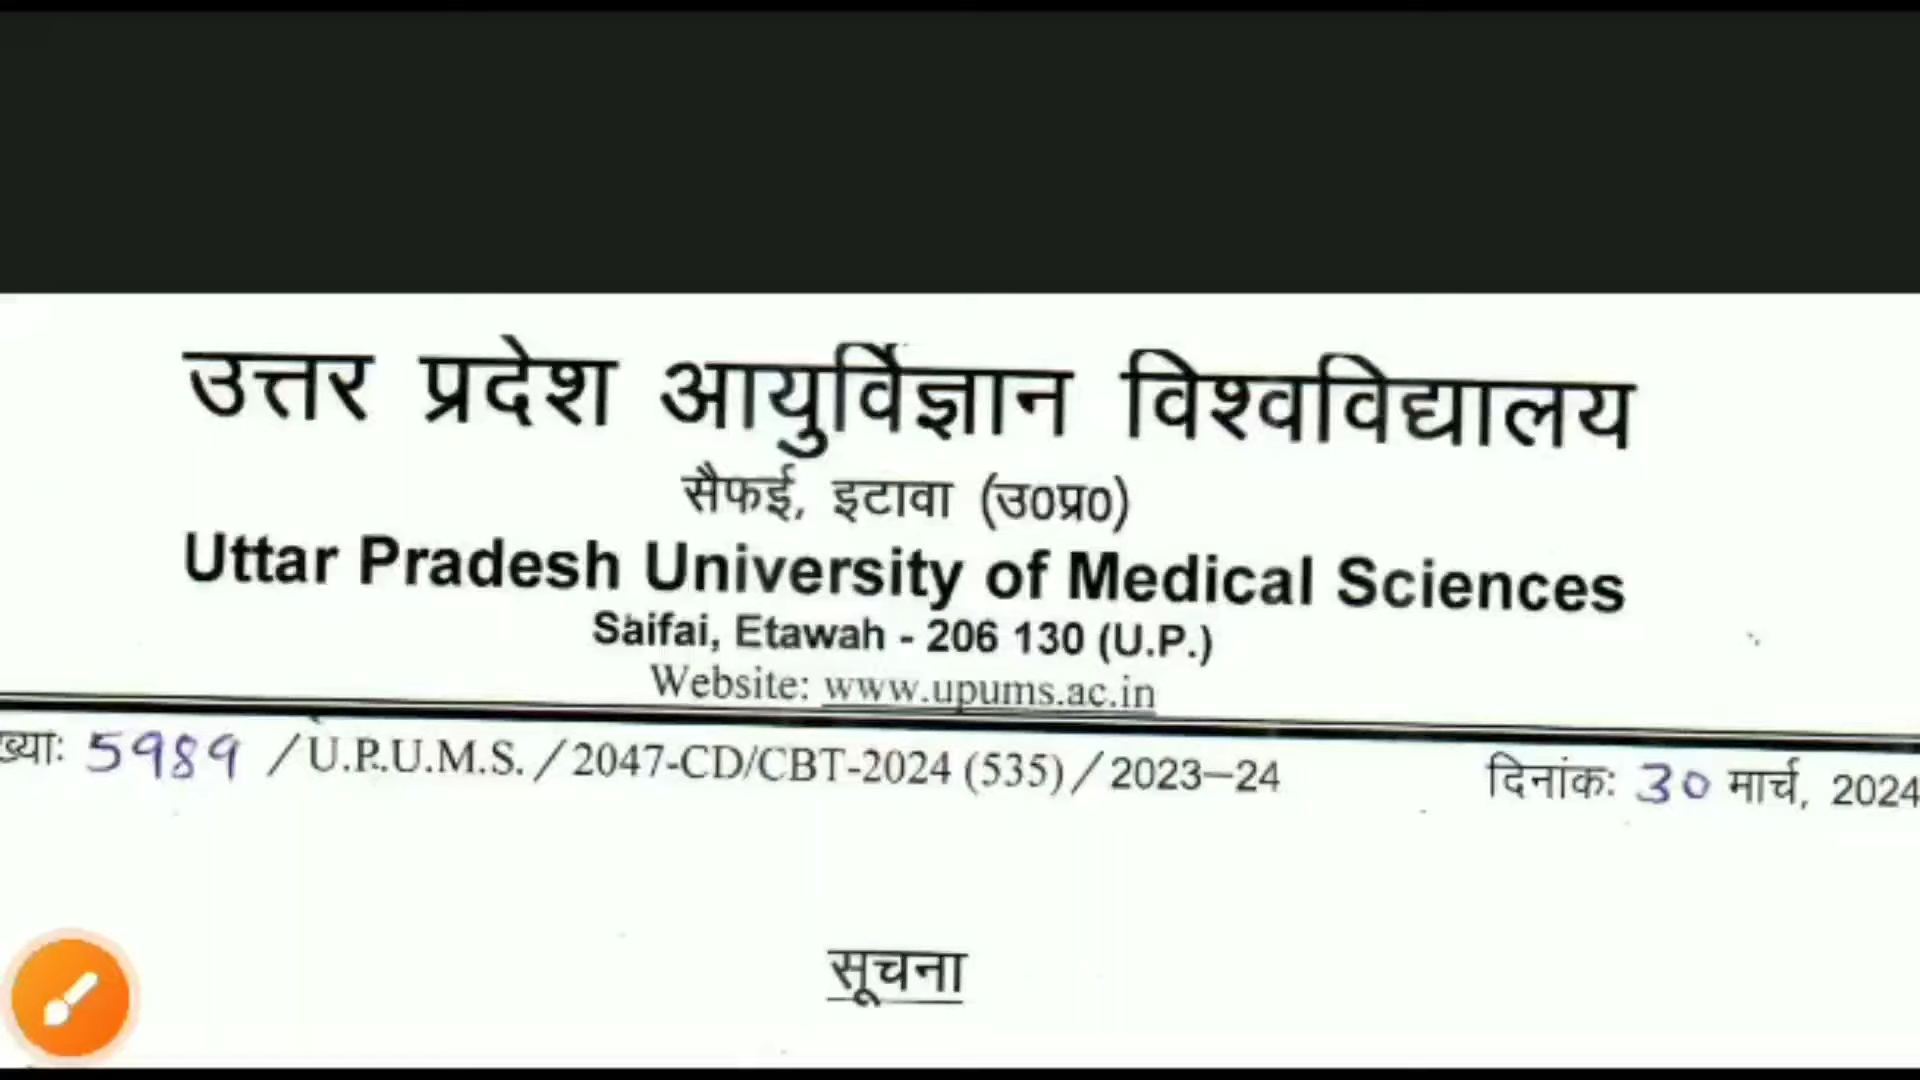 उत्तर प्रदेश आयुर्विज्ञान विश्वविद्यालय
सैफई, इटावा (उ0प्र0)
Uttar Pradesh University of Medical Sciences
Saifai, Etawah - 206 130 (U.P.)
Website: www.upums.ac.in
ख्याः 5989 /U.P.U.M.S./2047-CD/CBT-2024 (535)/2023–24 दिनांकः 30 मार्च, 2024
सूचना